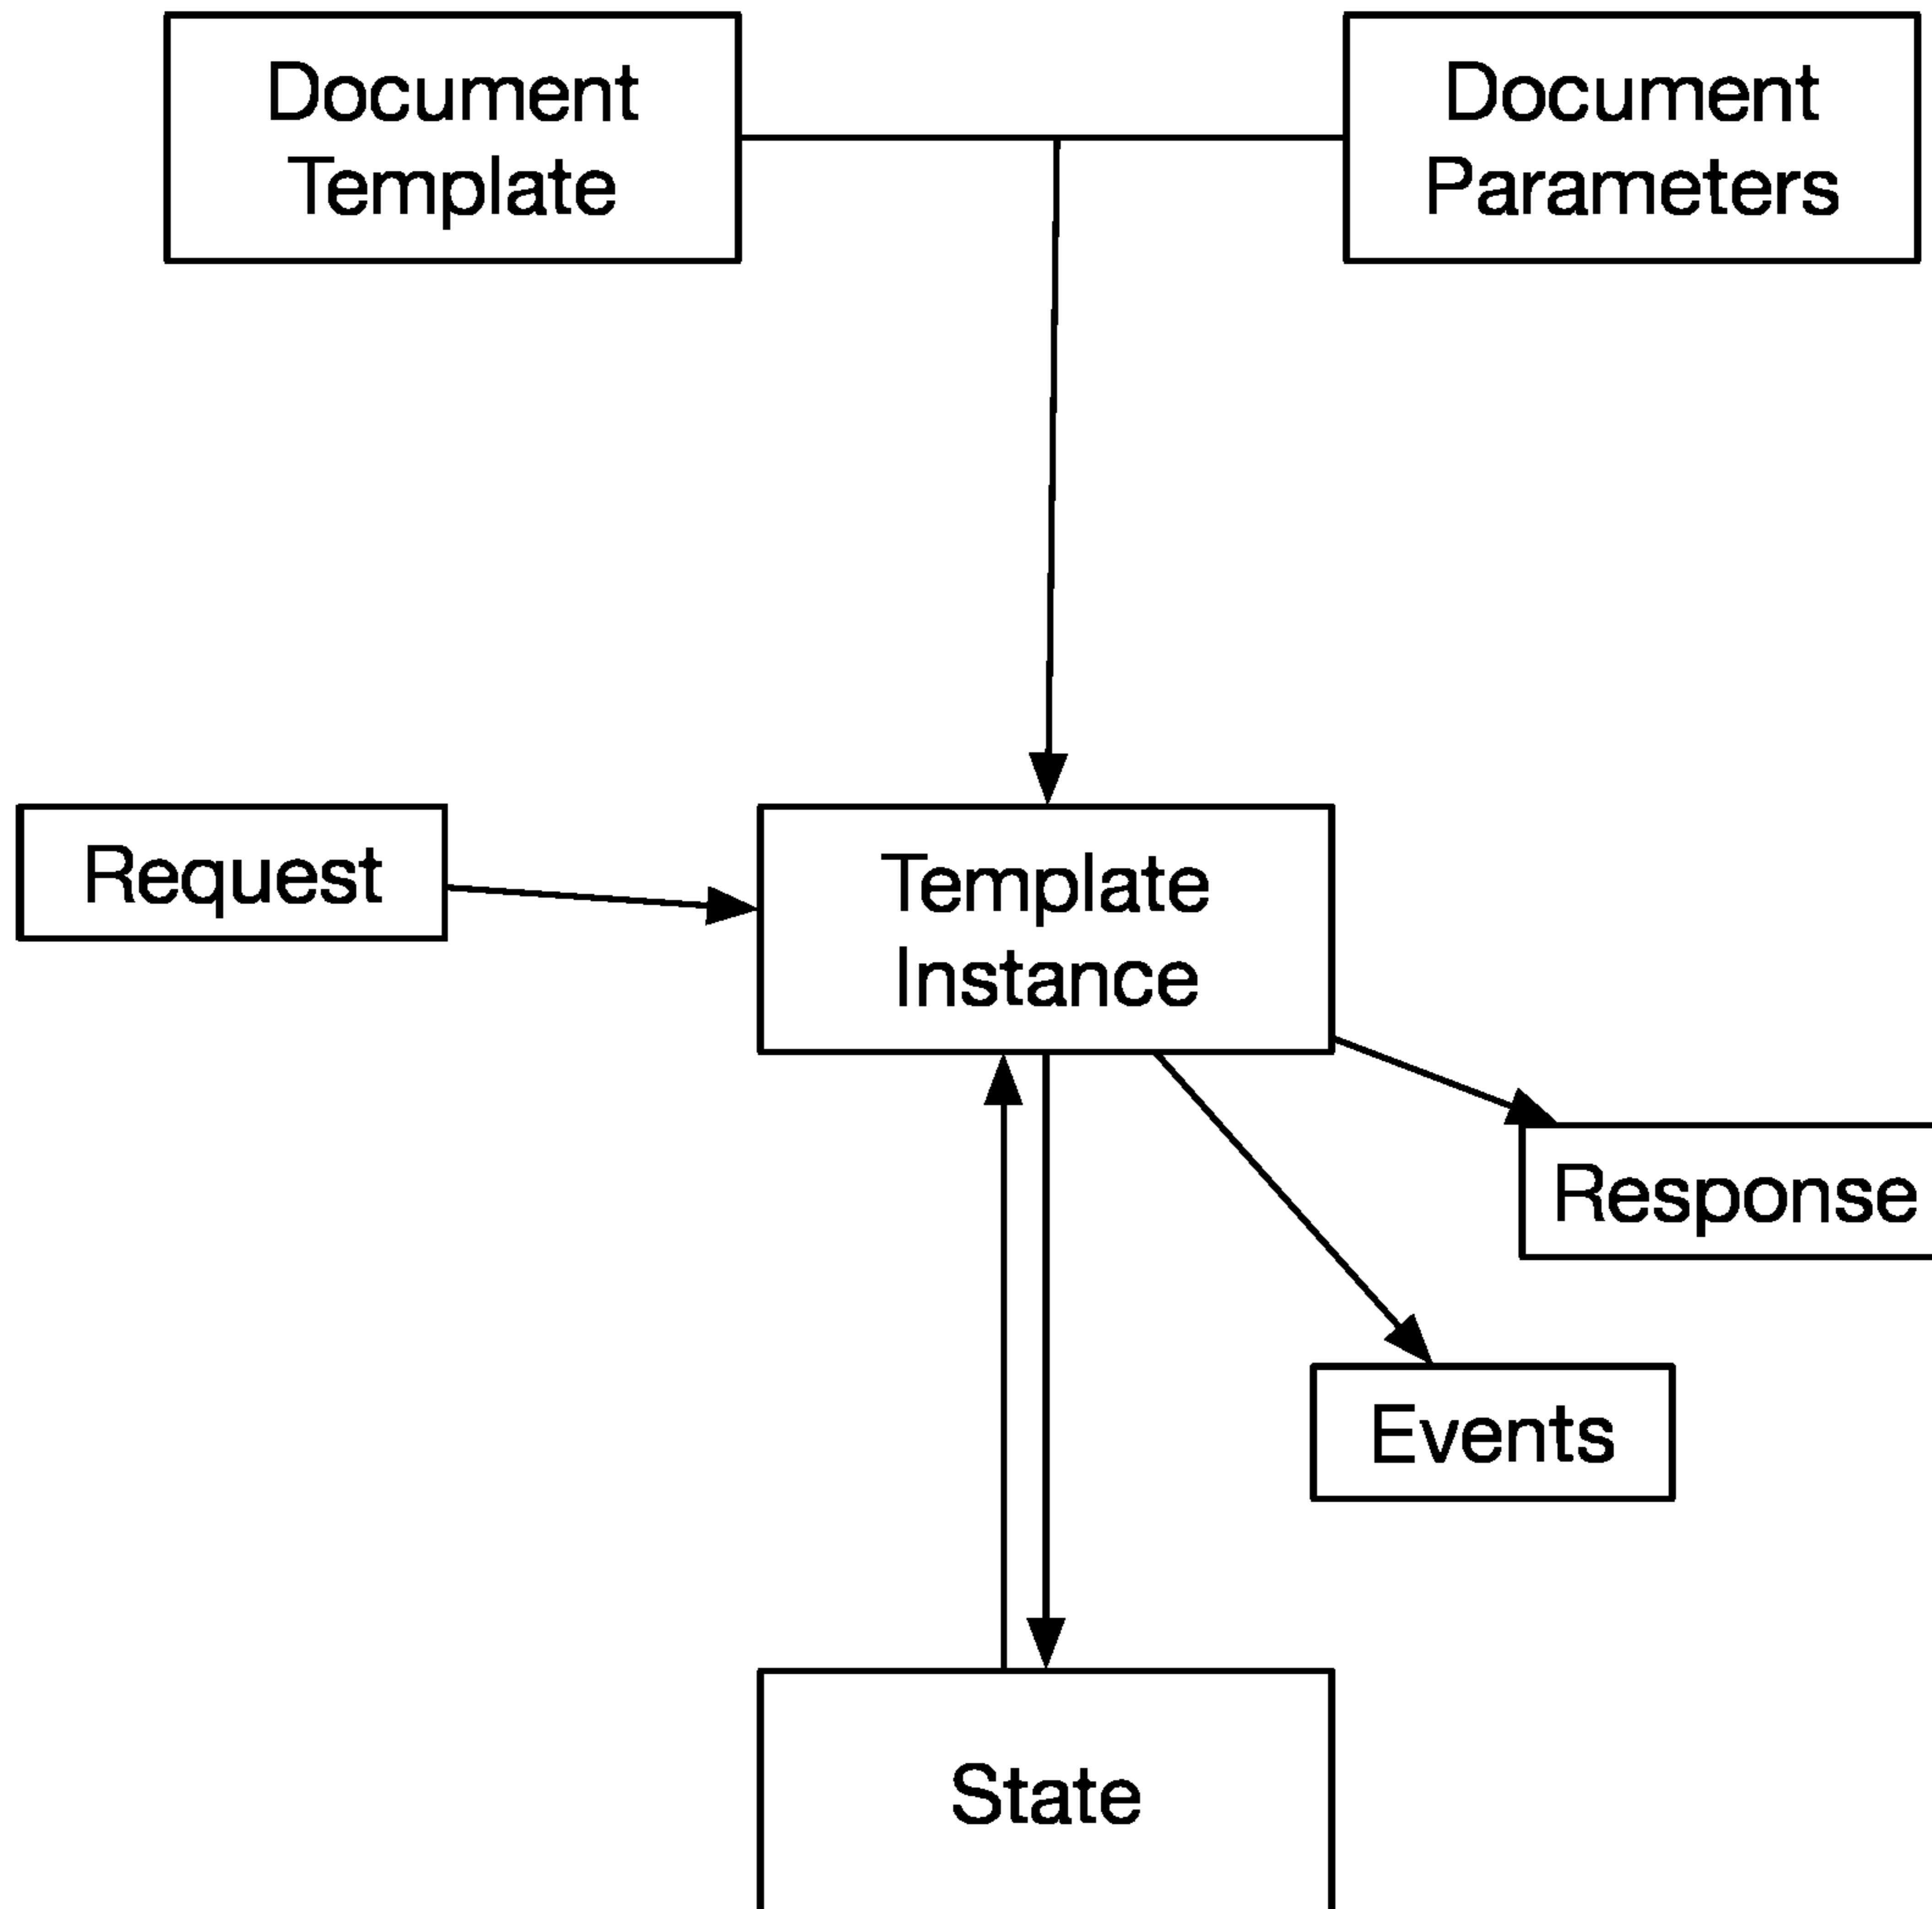 Document
Template
Document
Parameters
Request
Template
Instance
Response
Events
State